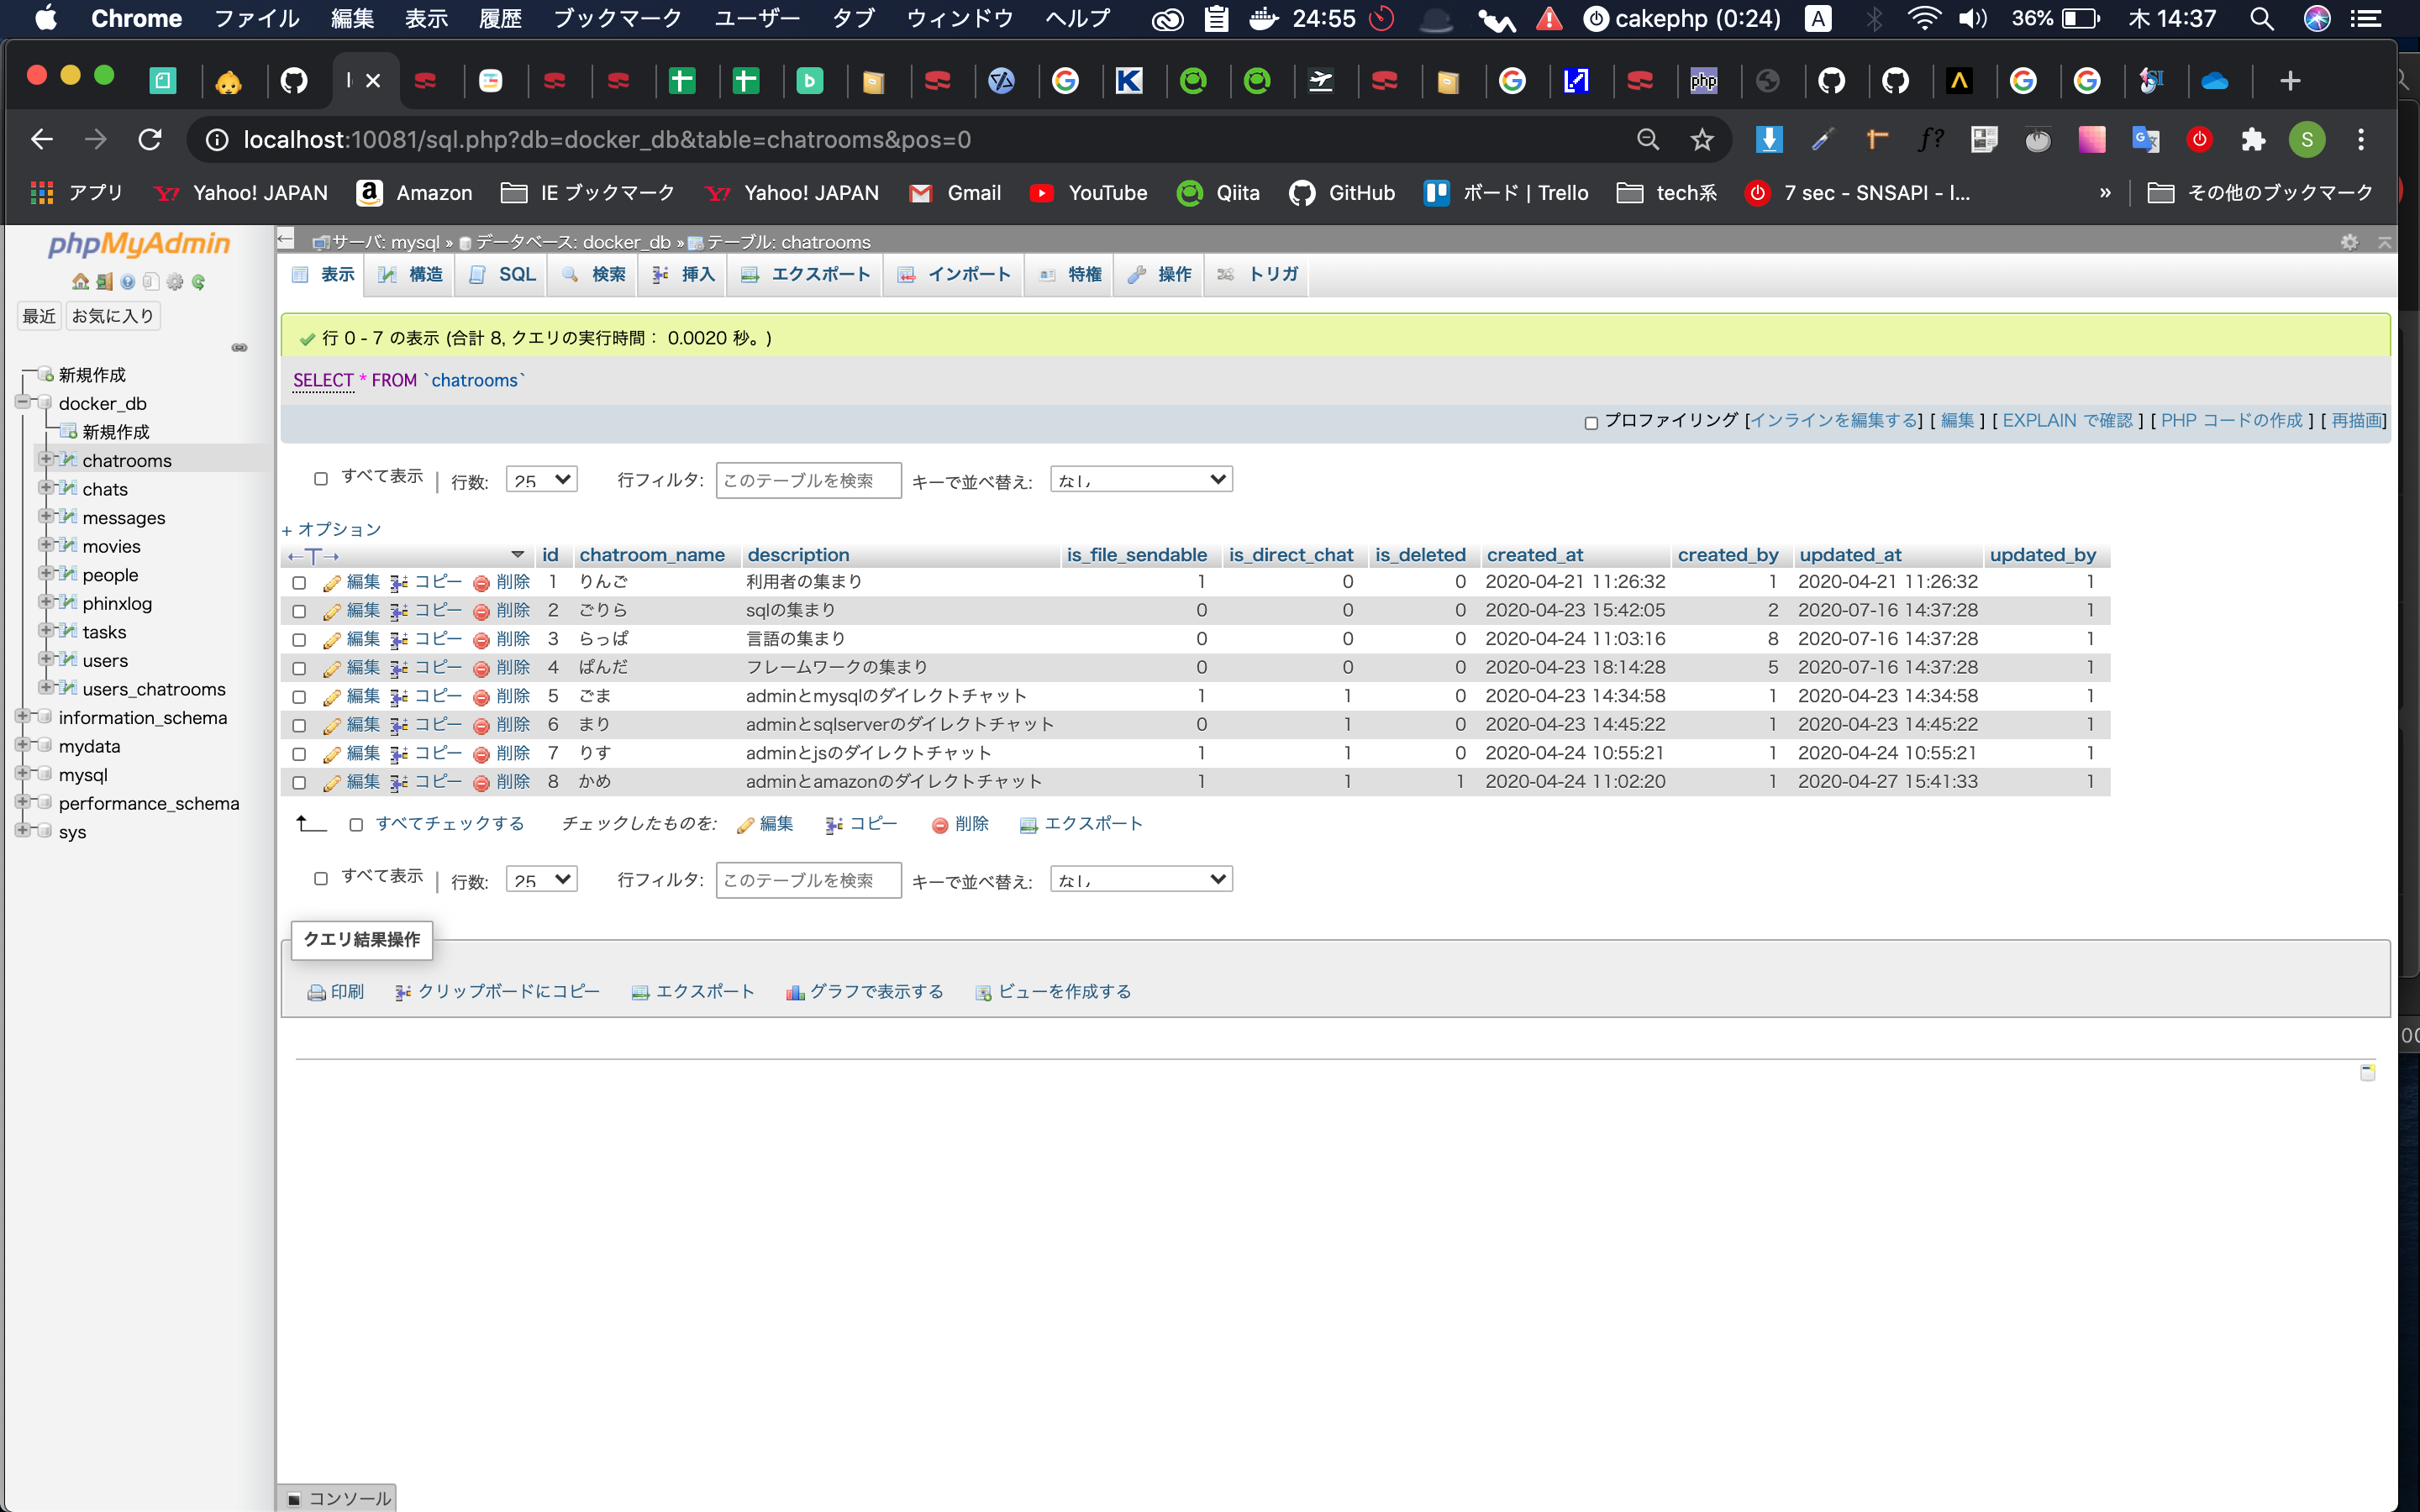 Chrome ファイル 編集 表示 履歴 ブックマーク ユーザー タブ ウィンドウ ヘルプ 24:55 cakephp (0:24) A 36% 木 14:37
localhost:10081/sql.php?db=docker_db&table=chatrooms&pos=0
アプリ Yahoo! JAPAN Amazon IE ブックマーク Yahoo! JAPAN Gmail YouTube Qiita GitHub ボード | Trello tech系 7 sec - SNSAPI - I... » その他のブックマーク
phpMyAdmin
最近 お気に入り
新規作成
docker_db
新規作成
chatrooms
chats
messages
movies
people
phinxlog
tasks
users
users_chatrooms
information_schema
mydata
mysql
performance_schema
sys
サーバ: mysql » データベース: docker_db » テーブル: chatrooms
表示 構造 SQL 検索 挿入 エクスポート インポート 特権 操作 トリガ
行 0 - 7 の表示 (合計 8, クエリの実行時間： 0.0020 秒。)
SELECT * FROM `chatrooms`
プロファイリング [インラインを編集する] [ 編集 ] [ EXPLAIN で確認 ] [ PHP コードの作成 ] [ 再描画]
すべて表示 | 行数: 25 行フィルタ: このテーブルを検索 キーで並べ替え: なし
+ オプション
←T→ id chatroom_name description is_file_sendable is_direct_chat is_deleted created_at created_by updated_at updated_by
編集 コピー 削除 1 りんご 利用者の集まり 1 0 0 2020-04-21 11:26:32 1 2020-04-21 11:26:32 1
編集 コピー 削除 2 ごりら sqlの集まり 0 0 0 2020-04-23 15:42:05 2 2020-07-16 14:37:28 1
編集 コピー 削除 3 らっぱ 言語の集まり 0 0 0 2020-04-24 11:03:16 8 2020-07-16 14:37:28 1
編集 コピー 削除 4 ぱんだ フレームワークの集まり 0 0 0 2020-04-23 18:14:28 5 2020-07-16 14:37:28 1
編集 コピー 削除 5 ごま adminとmysqlのダイレクトチャット 1 1 0 2020-04-23 14:34:58 1 2020-04-23 14:34:58 1
編集 コピー 削除 6 まり adminとsqlserverのダイレクトチャット 0 1 0 2020-04-23 14:45:22 1 2020-04-23 14:45:22 1
編集 コピー 削除 7 りす adminとjsのダイレクトチャット 1 1 0 2020-04-24 10:55:21 1 2020-04-24 10:55:21 1
編集 コピー 削除 8 かめ adminとamazonのダイレクトチャット 1 1 1 2020-04-24 11:02:20 1 2020-04-27 15:41:33 1
すべてチェックする チェックしたものを: 編集 コピー 削除 エクスポート
すべて表示 | 行数: 25 行フィルタ: このテーブルを検索 キーで並べ替え: なし
クエリ結果操作
印刷 クリップボードにコピー エクスポート グラフで表示する ビューを作成する
コンソール